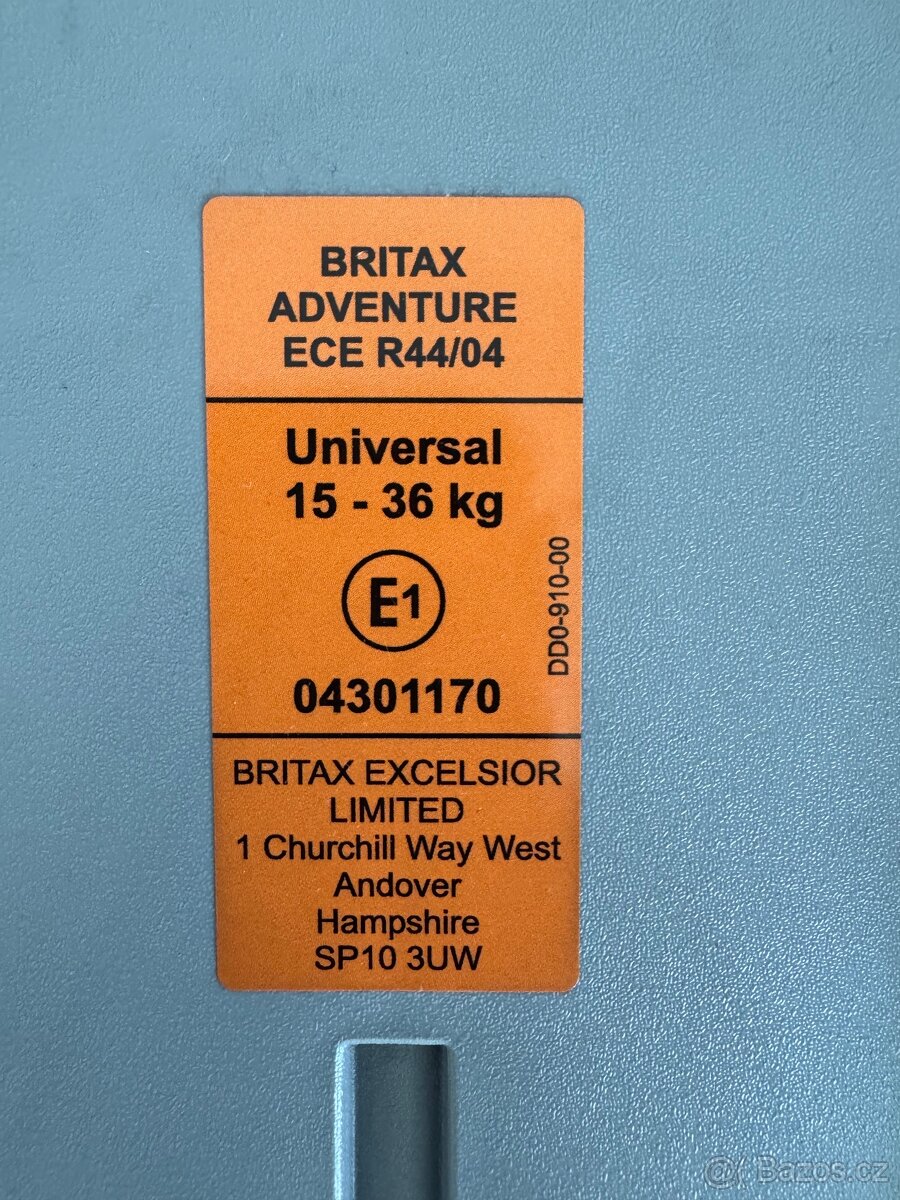 BRITAX
ADVENTURE
ECE R44/04
Universal
15 - 36 kg
E1
04301170
DD0-910-00
BRITAX EXCELSIOR
LIMITED
1 Churchill Way West
Andover
Hampshire
SP10 3UW
@( Bazos.cz